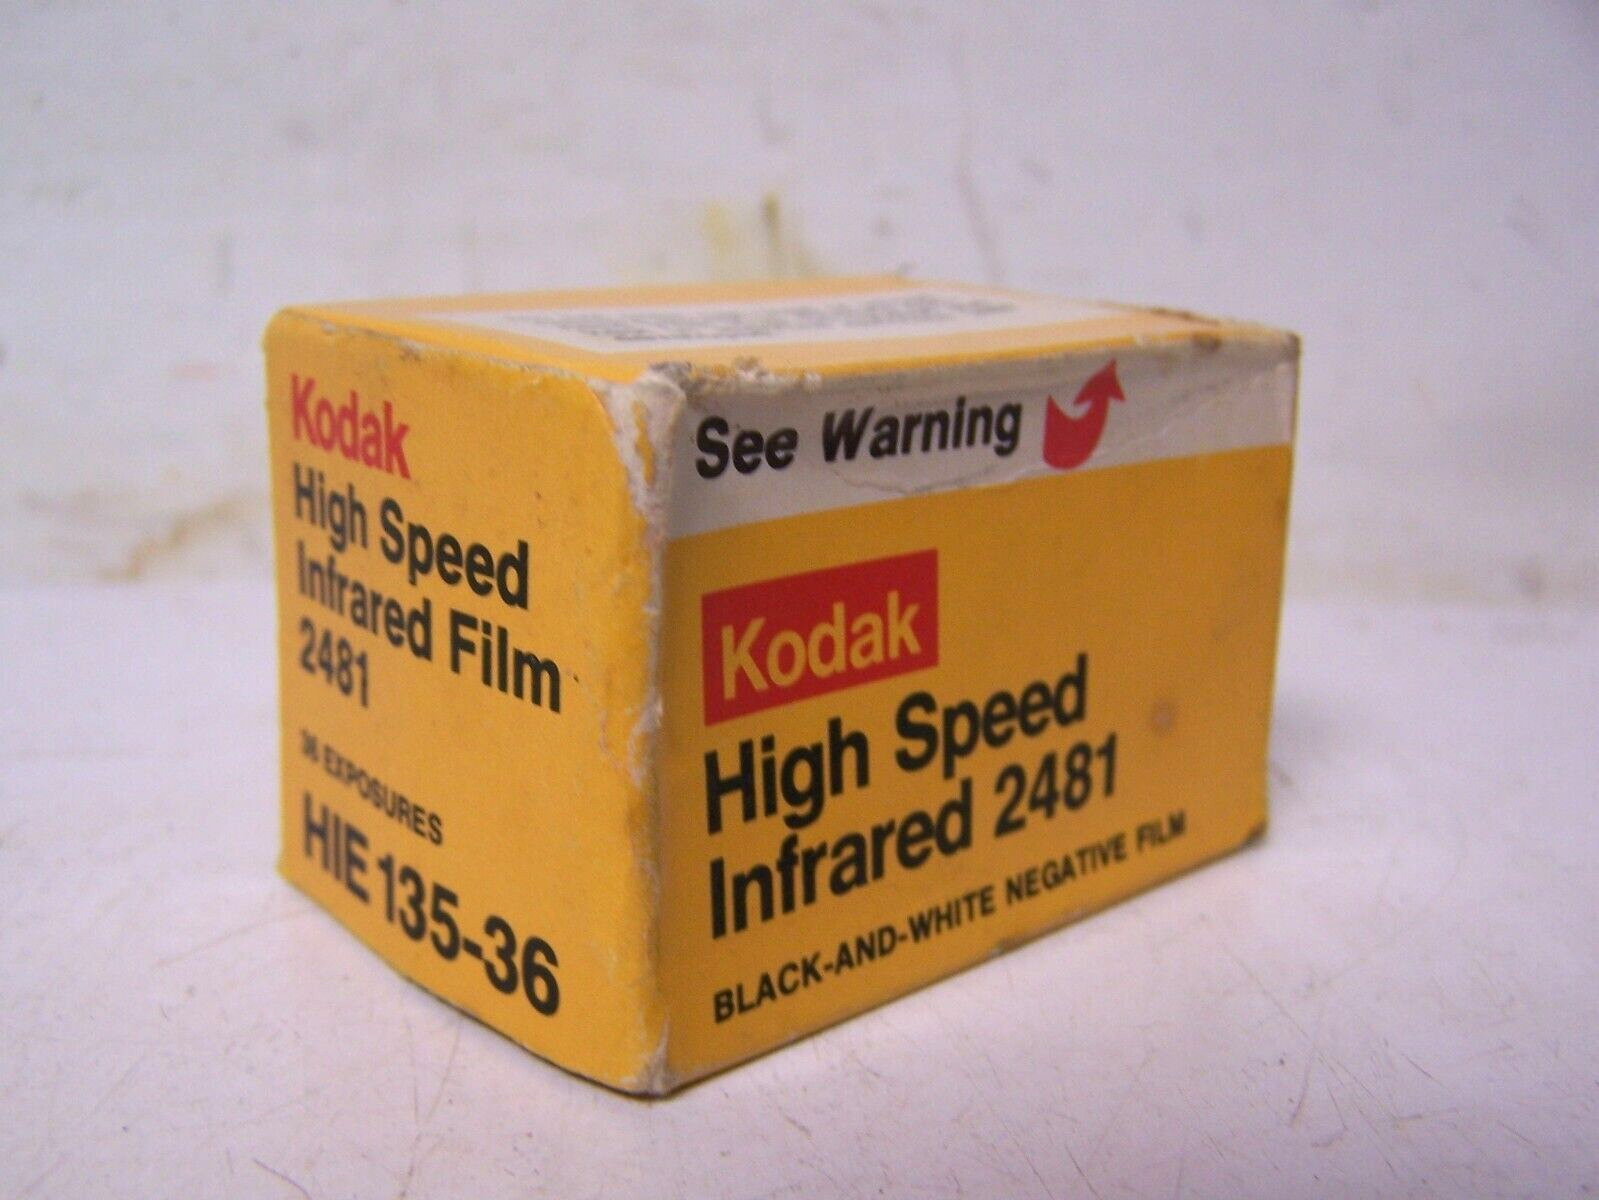 Kodak
High Speed
Infrared Film
2481
36 EXPOSURES
HIE 135-36
See Warning
Kodak
High Speed
Infrared 2481
BLACK-AND-WHITE NEGATIVE FILM